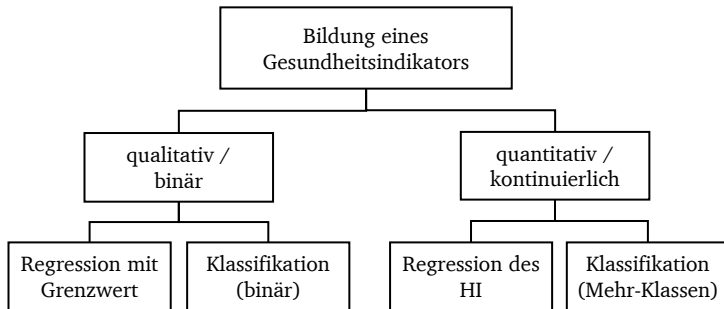 Bildung eines
Gesundheitsindikators
qualitativ /
binär
quantitativ /
kontinuierlich
Regression mit
Grenzwert
Klassifikation
(binär)
Regression des
HI
Klassifikation
(Mehr-Klassen)